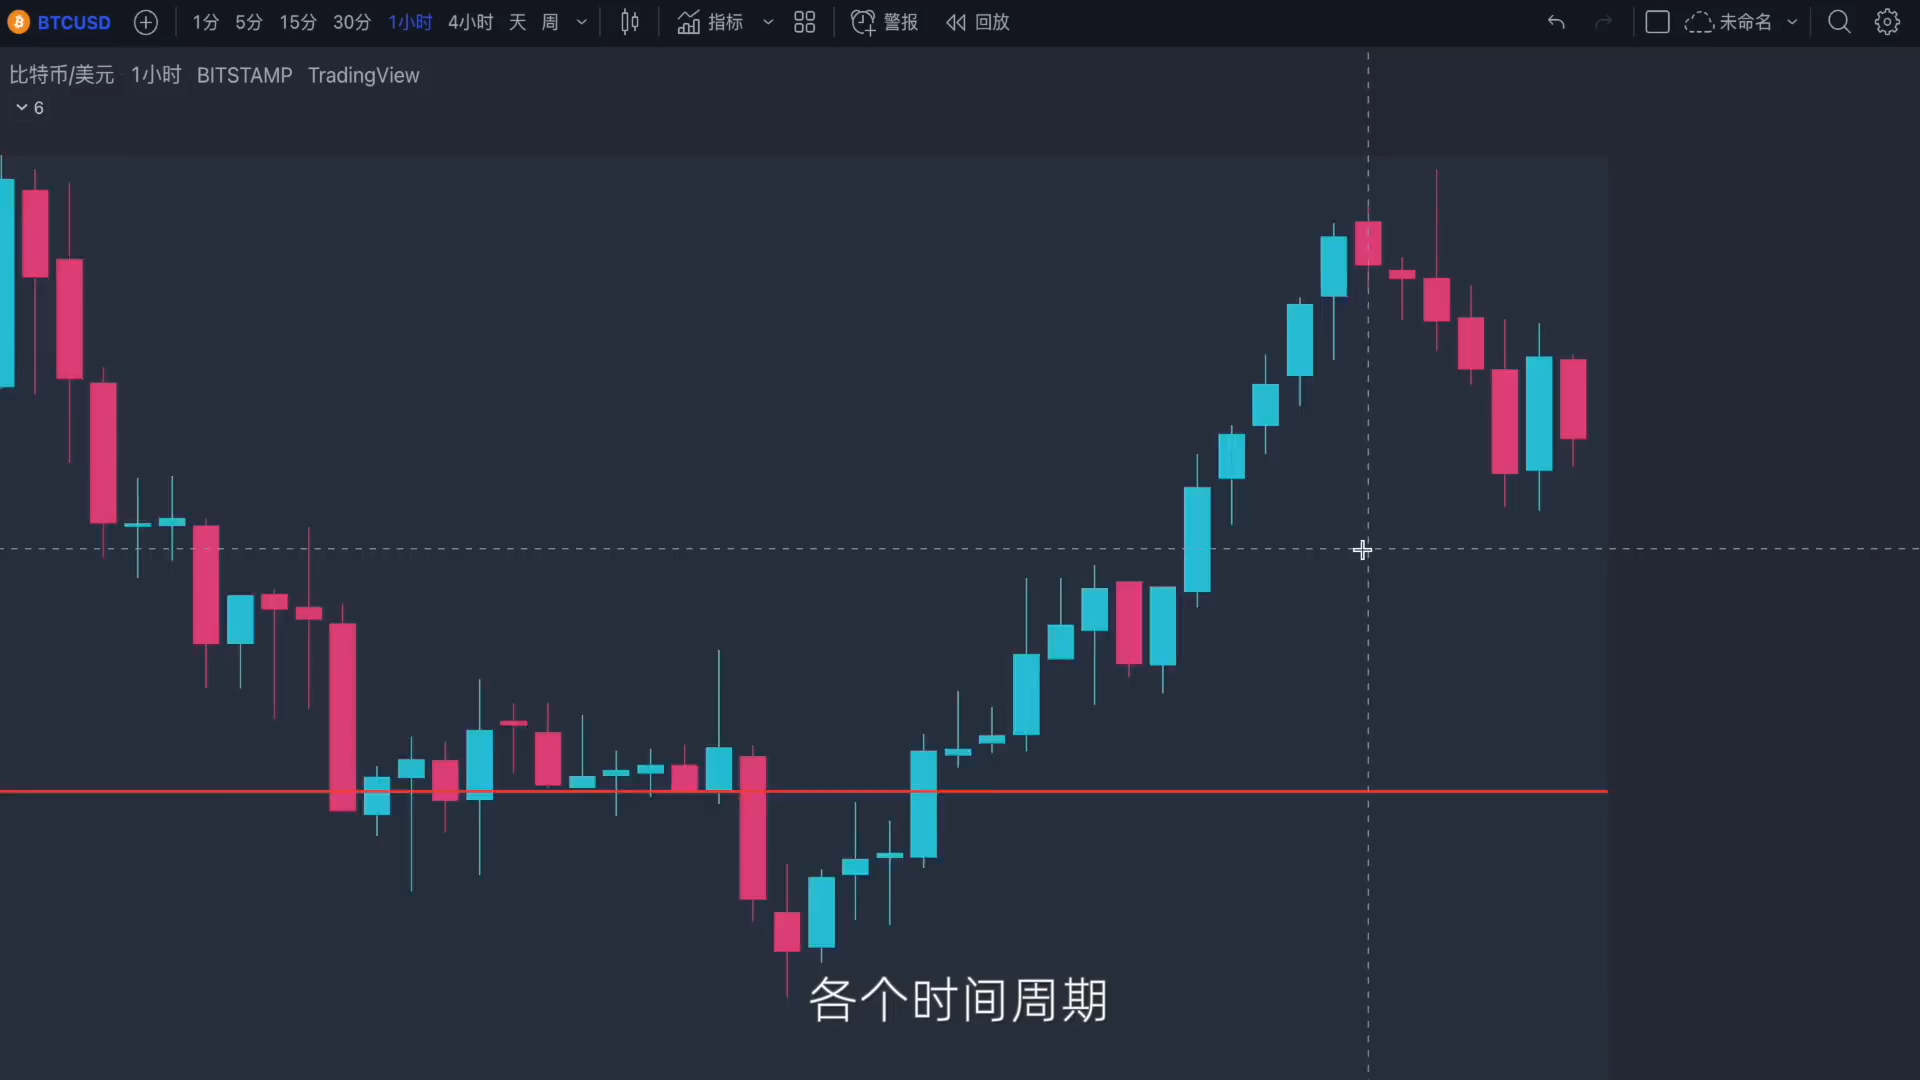 BTCUSD 1分 5分 15分 30分 1小时 4小时 天 周 指标 警报 回放 未命名
比特币/美元 1小时 BITSTAMP TradingView
6
各个时间周期